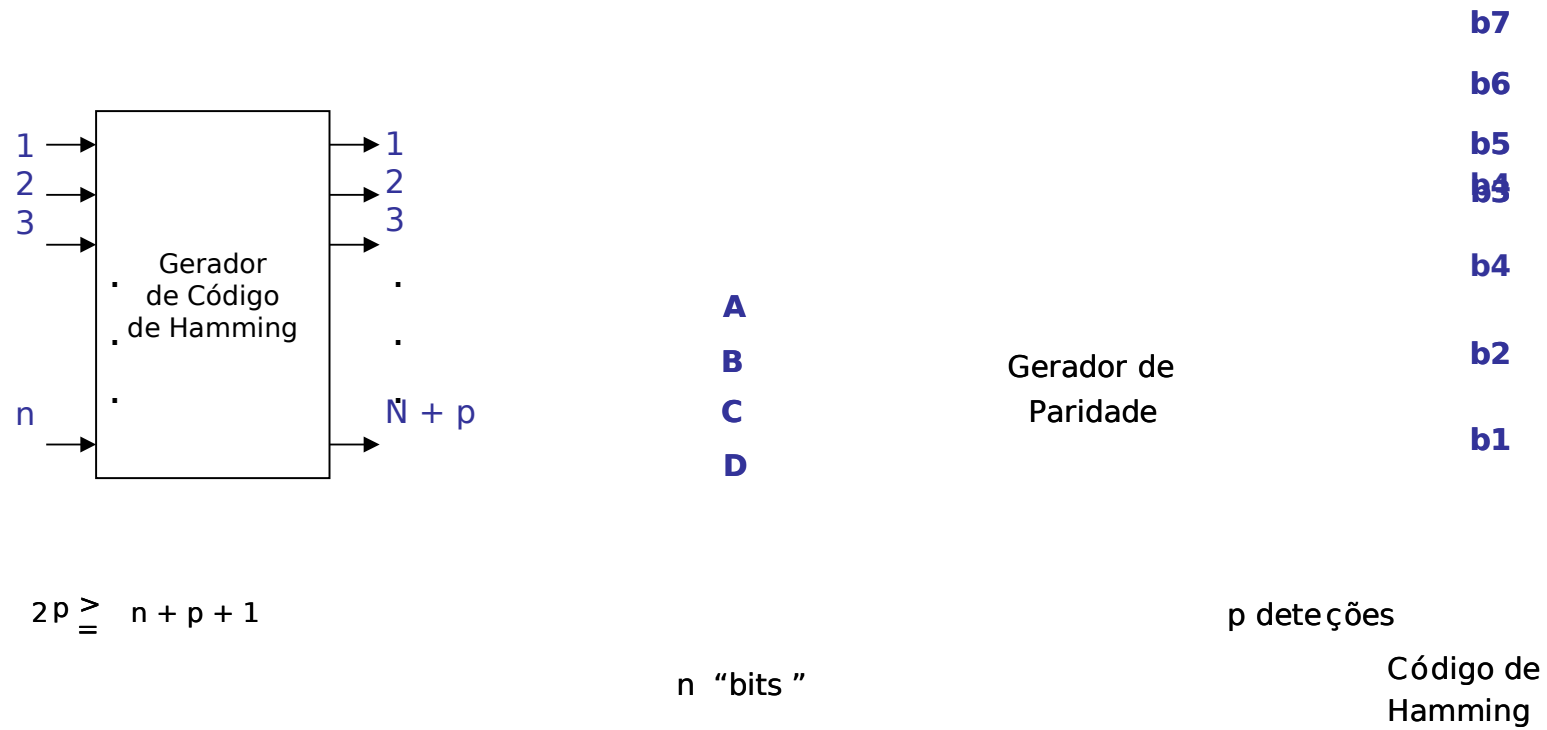 1
2
3
n
Gerador
de Código
de Hamming
.
.
.
1
2
3
.
.
.
N + p
2 p > = n + p + 1
A
B
C
D
n “bits ”
Gerador de
Paridade
b7
b6
b5
b4
b3
b4
b2
b1
p deteções
Código de
Hamming